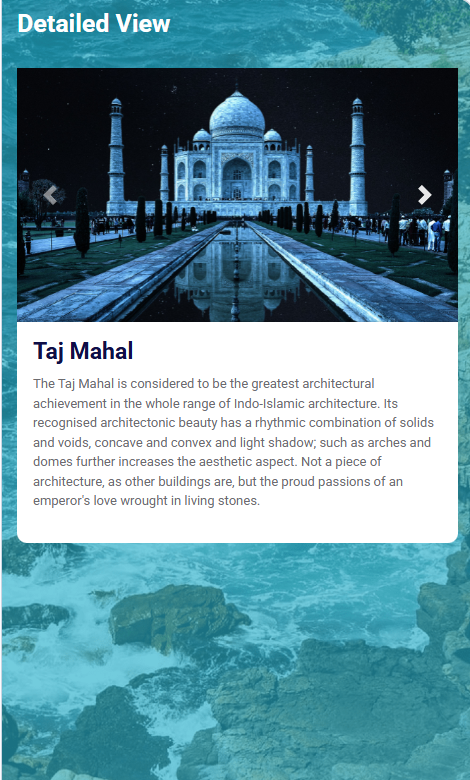 Detailed View
Taj Mahal
The Taj Mahal is considered to be the greatest architectural
achievement in the whole range of Indo-Islamic architecture. Its
recognised architectonic beauty has a rhythmic combination of solids
and voids, concave and convex and light shadow; such as arches and
domes further increases the aesthetic aspect. Not a piece of
architecture, as other buildings are, but the proud passions of an
emperor's love wrought in living stones.